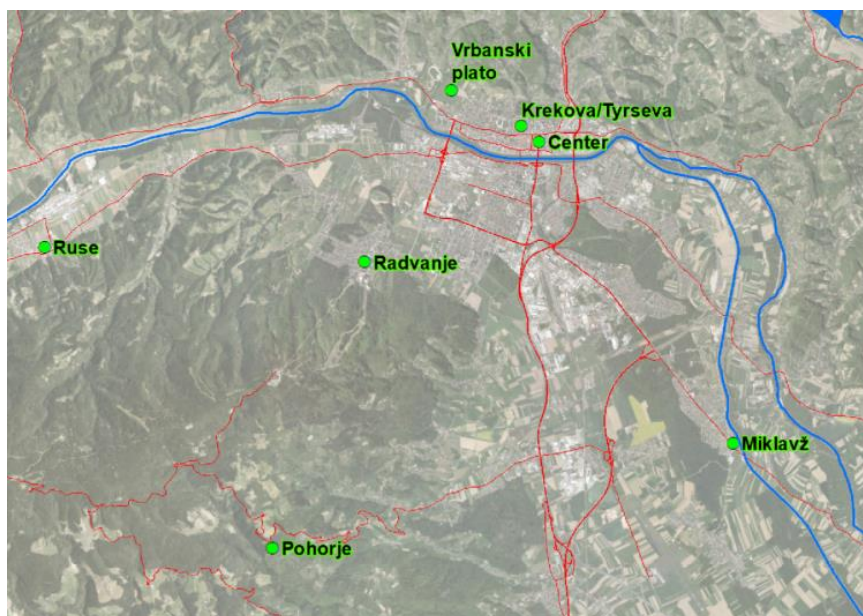 Vrbanski
plato
Krekova/Tyrseva
Center
Ruse
Radvanje
Miklavž
Pohorje